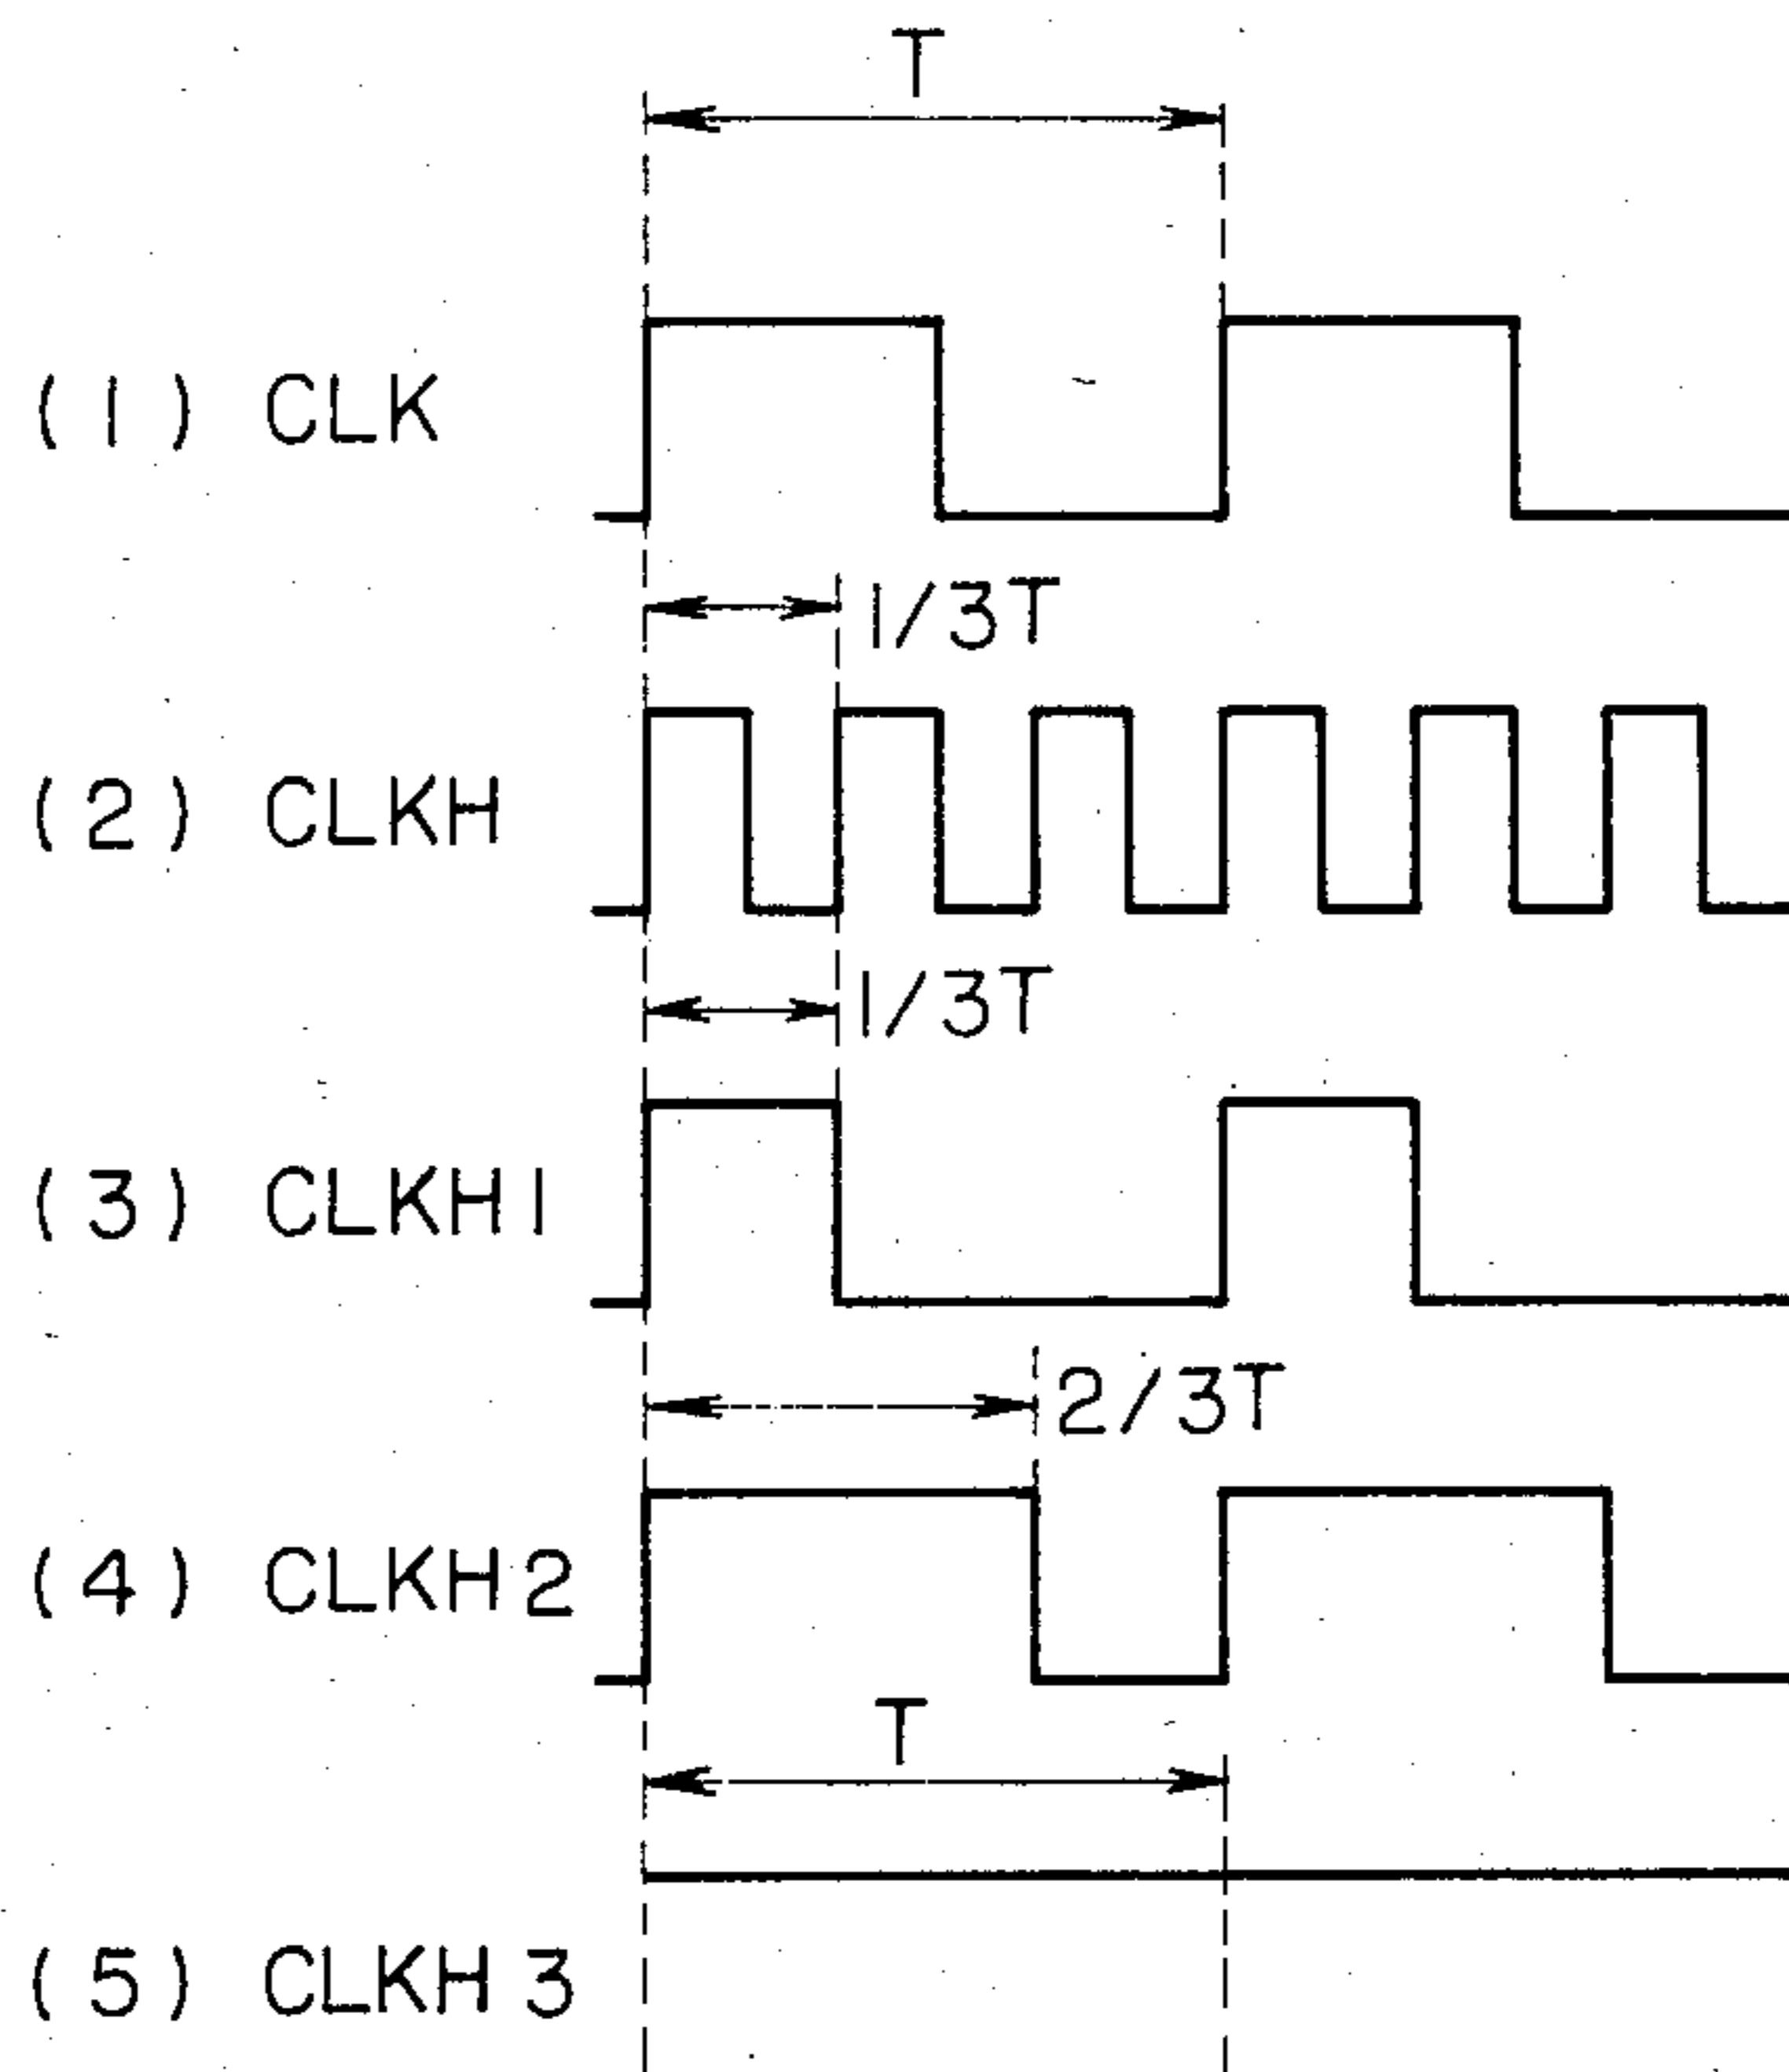 T
(1) CLK
1/3T
(2) CLKH
1/3T
(3) CLKH1
2/3T
(4) CLKH2
T
(5) CLKH3